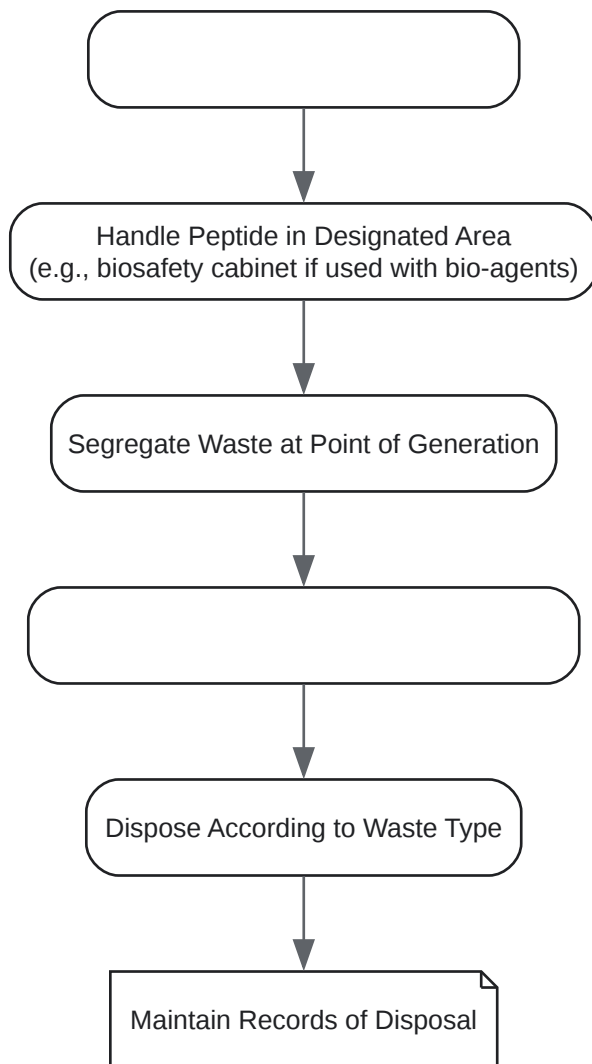 Handle Peptide in Designated Area
(e.g., biosafety cabinet if used with bio-agents)
Segregate Waste at Point of Generation
Dispose According to Waste Type
Maintain Records of Disposal